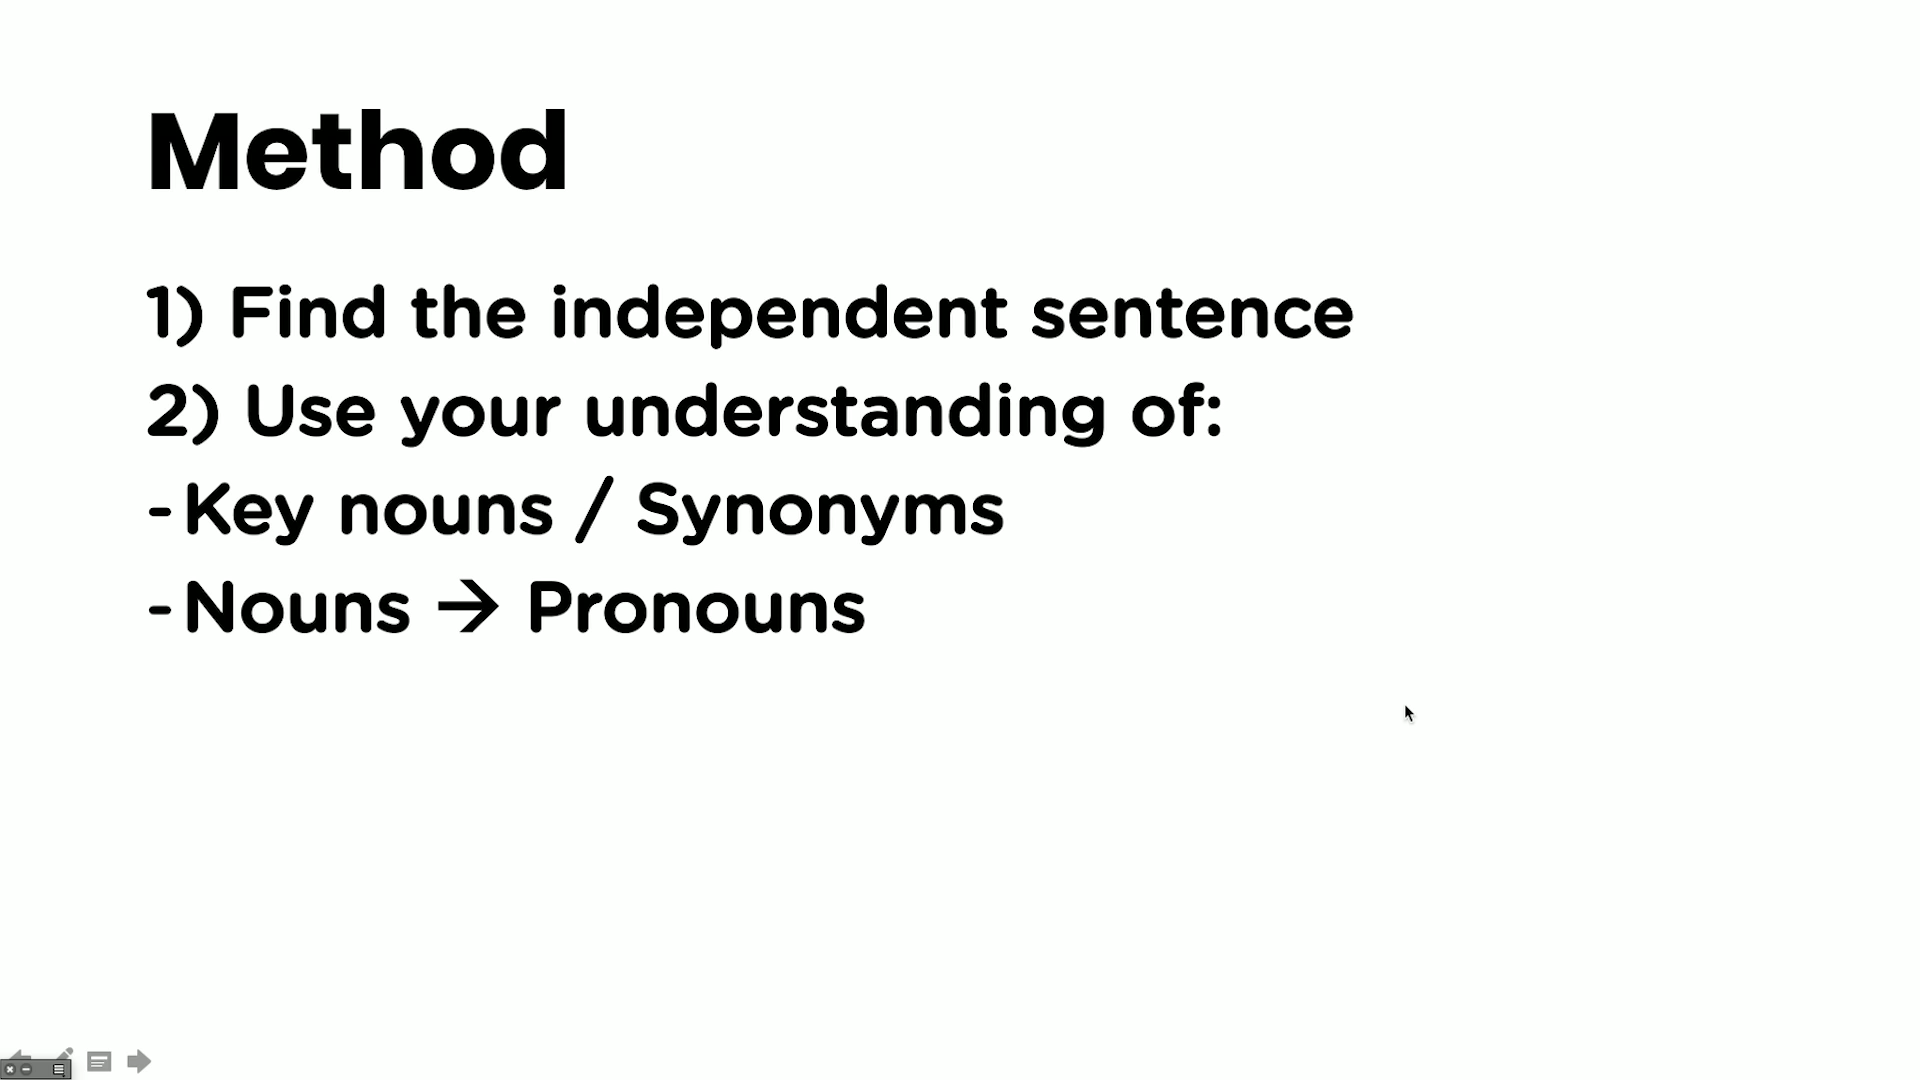 Method
1) Find the independent sentence
2) Use your understanding of:
- Key nouns / Synonyms
- Nouns → Pronouns